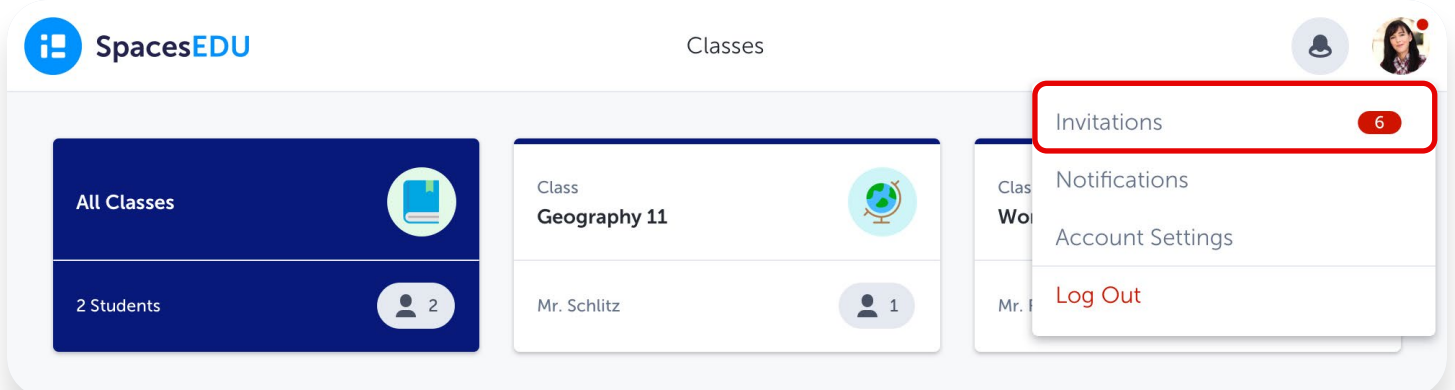 SpacesEDU
Classes
Invitations 6
Notifications
Account Settings
Log Out
All Classes
2 Students 2
Class
Geography 11
Mr. Schlitz 1
Mr.